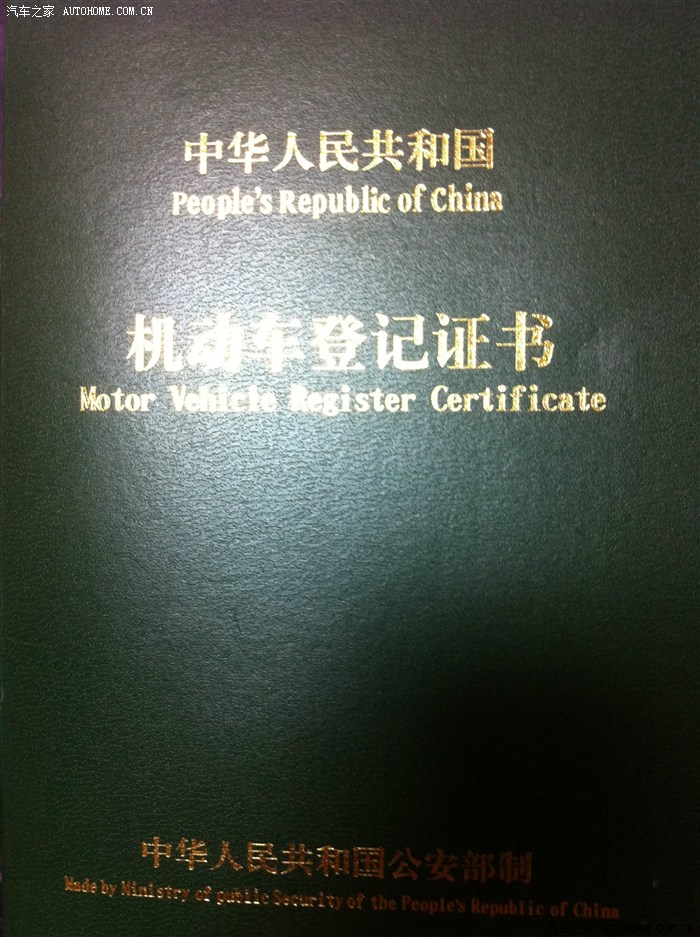 汽车之家 AUTOHOME.COM.CN
中华人民共和国
People's Republic of China
机动车登记证书
Motor Vehicle Register Certificate
中华人民共和国公安部制
Made by Ministry of public Security of the People's Republic of China